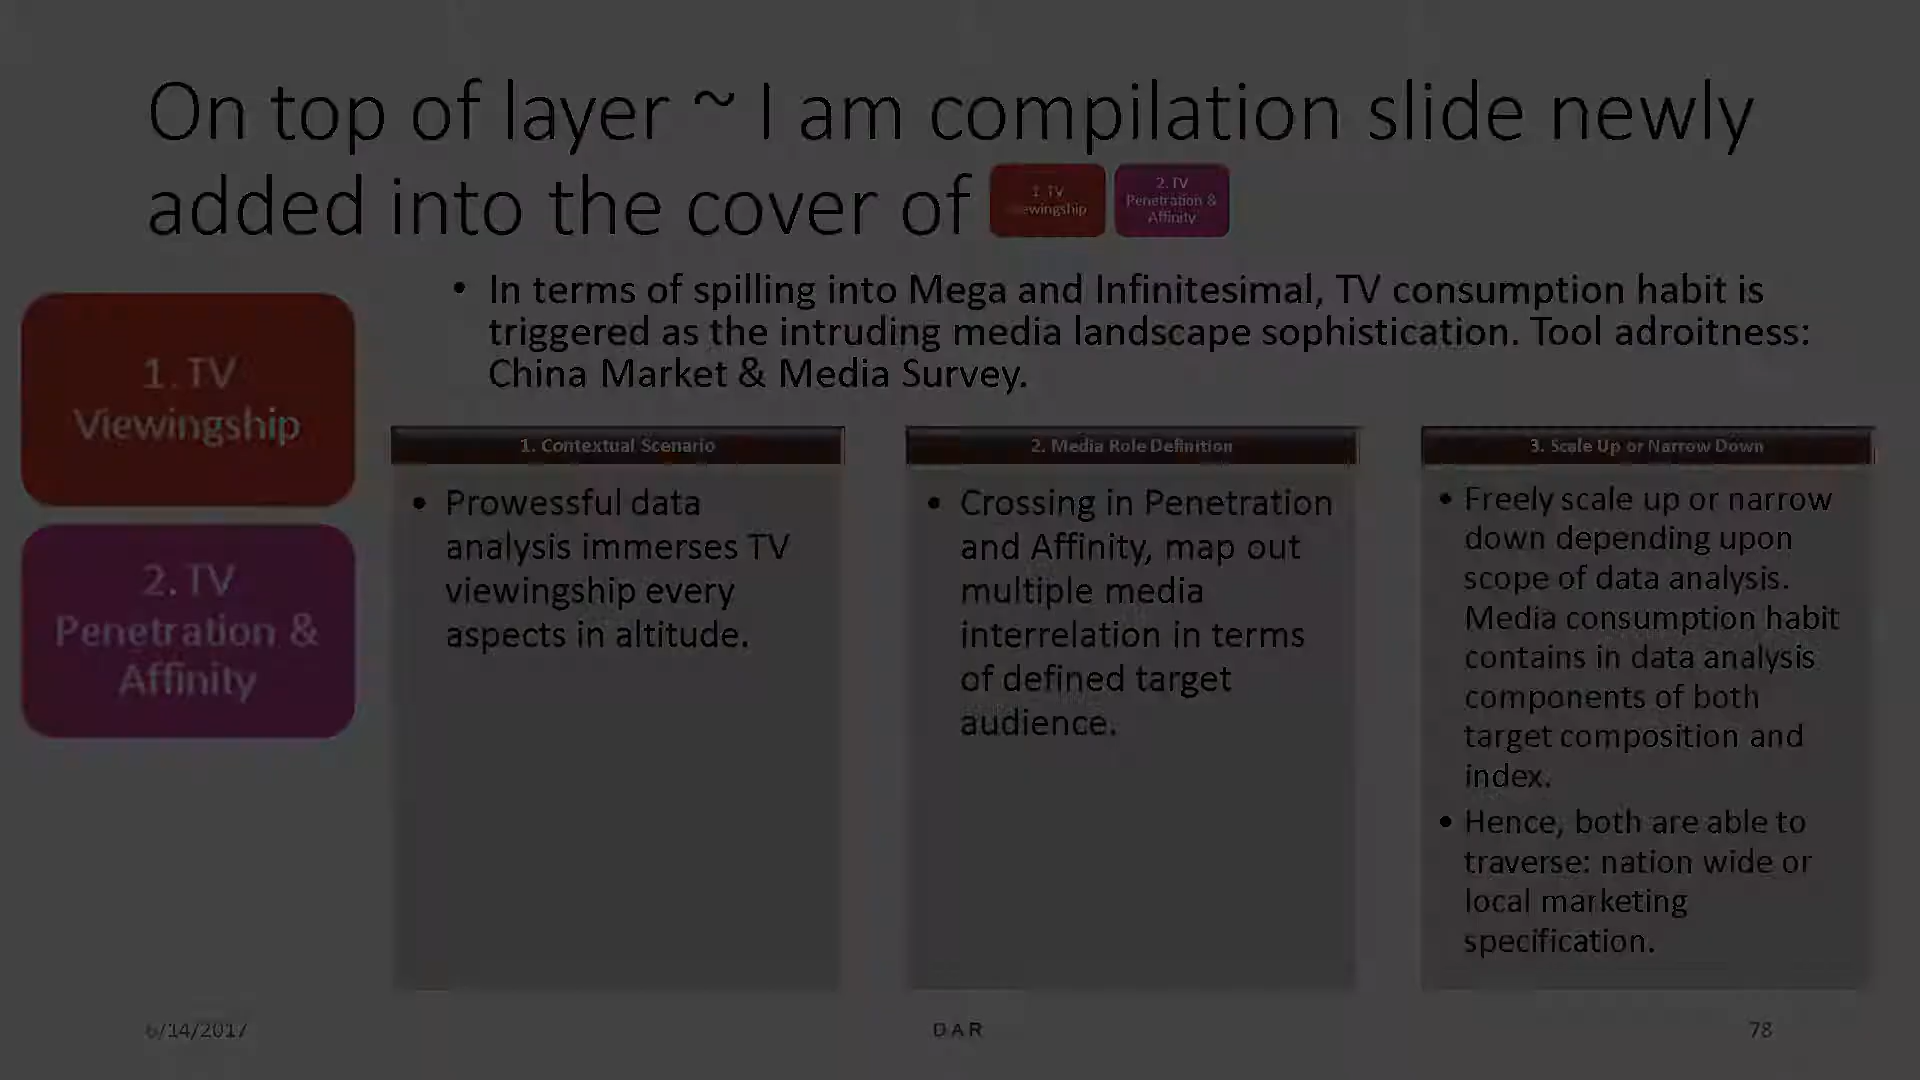 On top of layer ~ I am compilation slide newly
added into the cover of
1. TV
Viewingship
2. TV
Penetration &
Affinity
• In terms of spilling into Mega and Infinitesimal, TV consumption habit is
triggered as the intruding media landscape sophistication. Tool adroitness:
China Market & Media Survey.
1. TV
Viewingship
2. TV
Penetration &
Affinity
1. Contextual Scenario
• Prowessful data
analysis immerses TV
viewingship every
aspects in altitude.
2. Media Role Definition
• Crossing in Penetration
and Affinity, map out
multiple media
interrelation in terms
of defined target
audience.
3. Scale Up or Narrow Down
• Freely scale up or narrow
down depending upon
scope of data analysis.
Media consumption habit
contains in data analysis
components of both
target composition and
index.
• Hence, both are able to
traverse: nation wide or
local marketing
specification.
6/14/2017
DAR
78